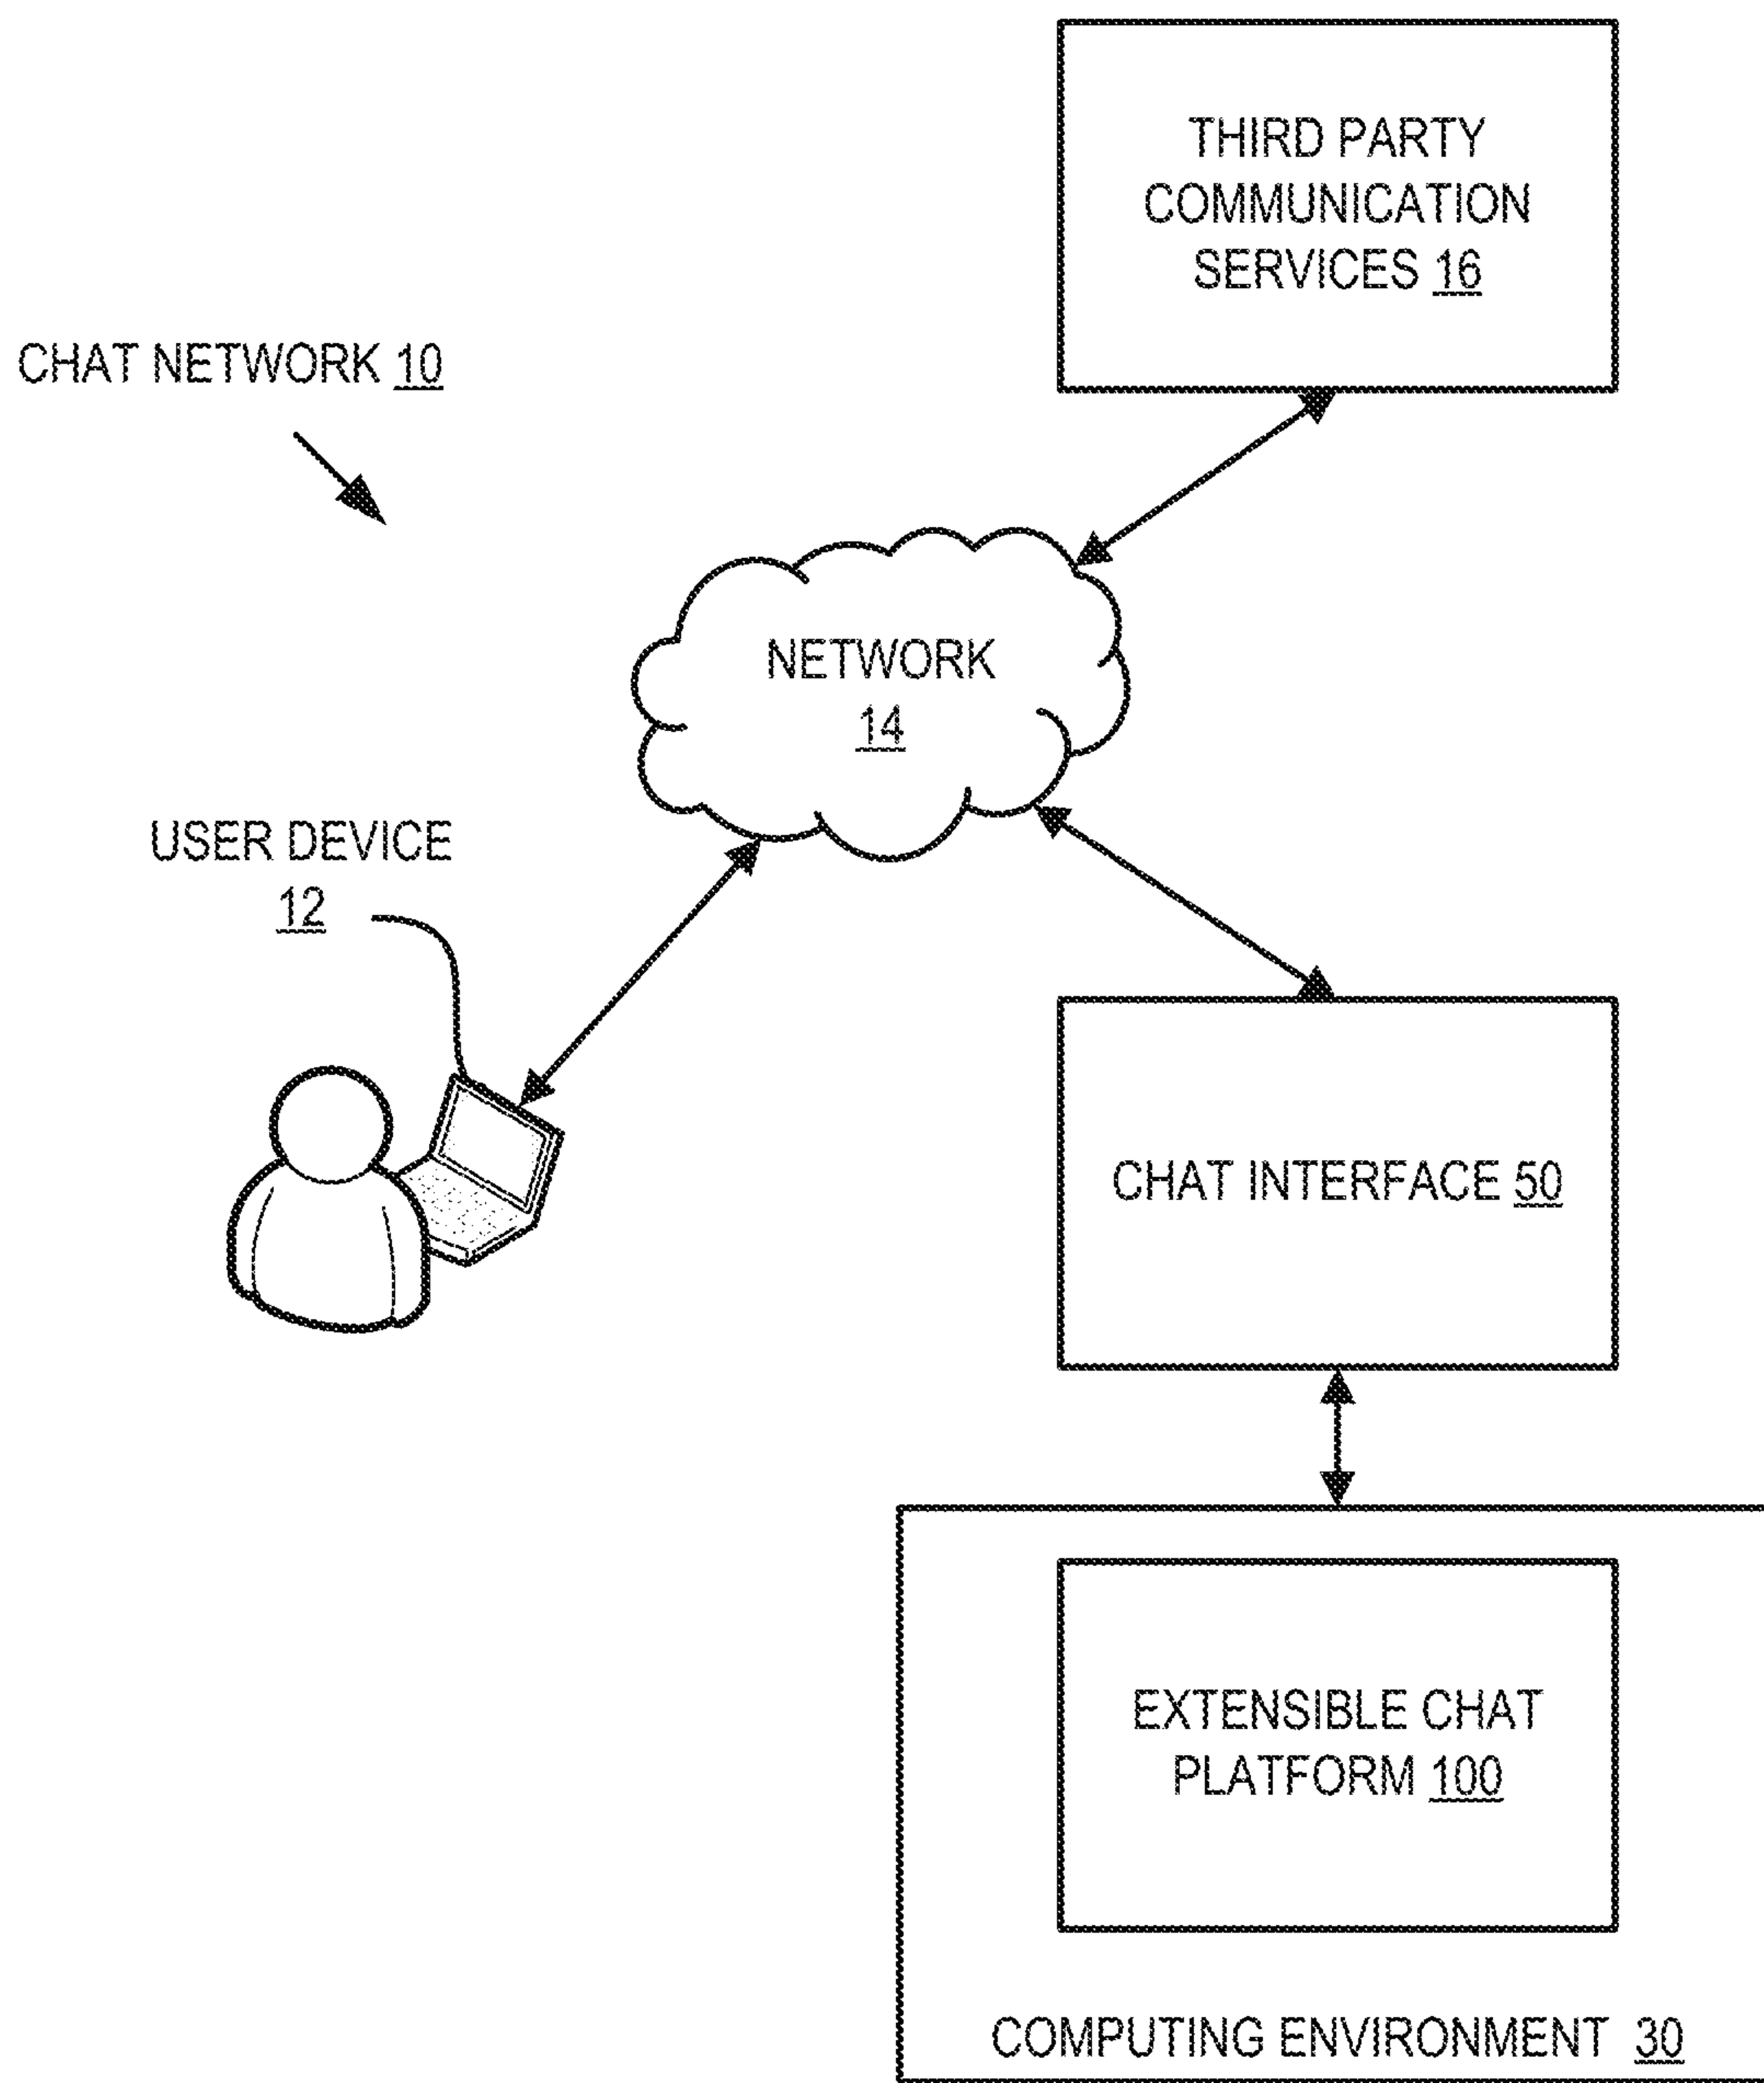 THIRD PARTY
COMMUNICATION
SERVICES 16
CHAT NETWORK 10
NETWORK
14
USER DEVICE
12
CHAT INTERFACE 50
EXTENSIBLE CHAT
PLATFORM 100
COMPUTING ENVIRONMENT 30